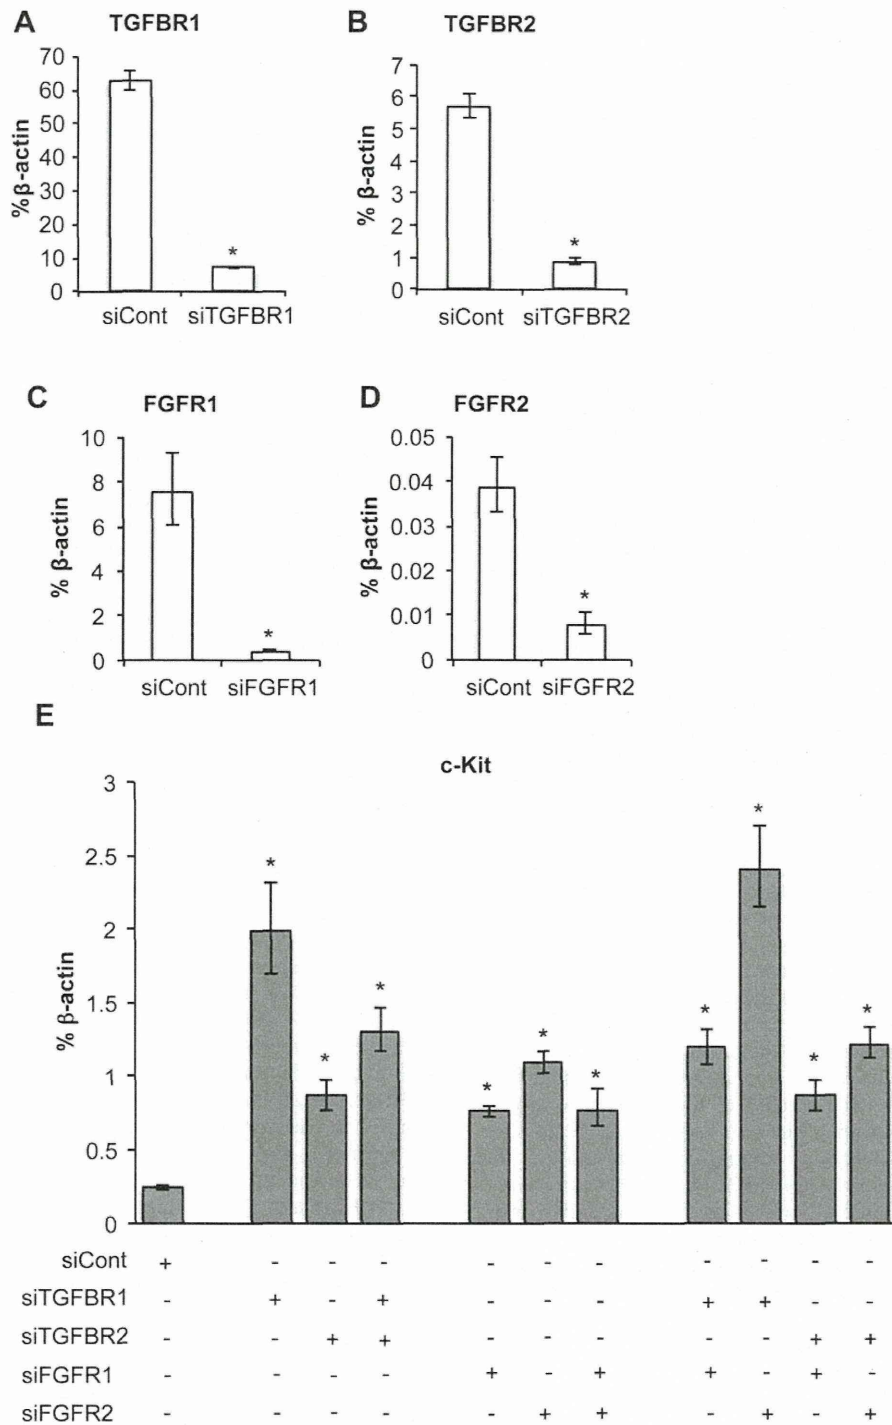 A TGFBR1
%β-actin
70
60
50
40
30
20
10
0
*
siCont siTGFBR1
B TGFBR2
% β-actin
7
6
5
4
3
2
1
0
*
siCont siTGFBR2
C FGFR1
% β-actin
10
8
6
4
2
0
*
siCont siFGFR1
D FGFR2
% β-actin
0.05
0.04
0.03
0.02
0.01
0
*
siCont siFGFR2
E
c-Kit
% β-actin
3
2.5
2
1.5
1
0.5
0
* * * * * * * * * *
siCont + - - - - - - - - - -
siTGFBR1 - + - + - - - + + - -
siTGFBR2 - - + + - - - - - + +
siFGFR1 - - - - + - + + - + -
siFGFR2 - - - - - + + - + - +